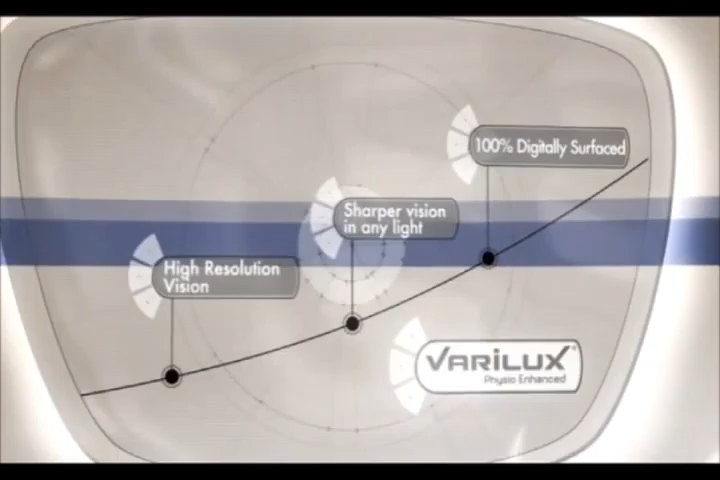 100% Digitally Surfaced
Sharper vision
in any light
High Resolution
Vision
VARILUX®
Physio Enhanced